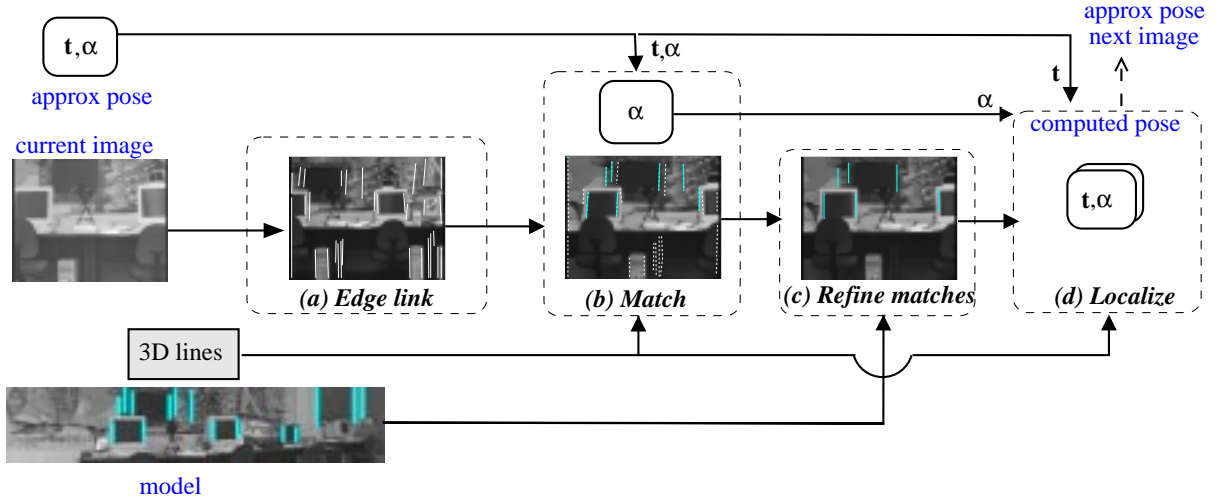 approx pose
next image
t,α
t,α
t
approx pose
α
α
computed pose
current image
t,α
(a) Edge link
(b) Match
(c) Refine matches
(d) Localize
3D lines
model